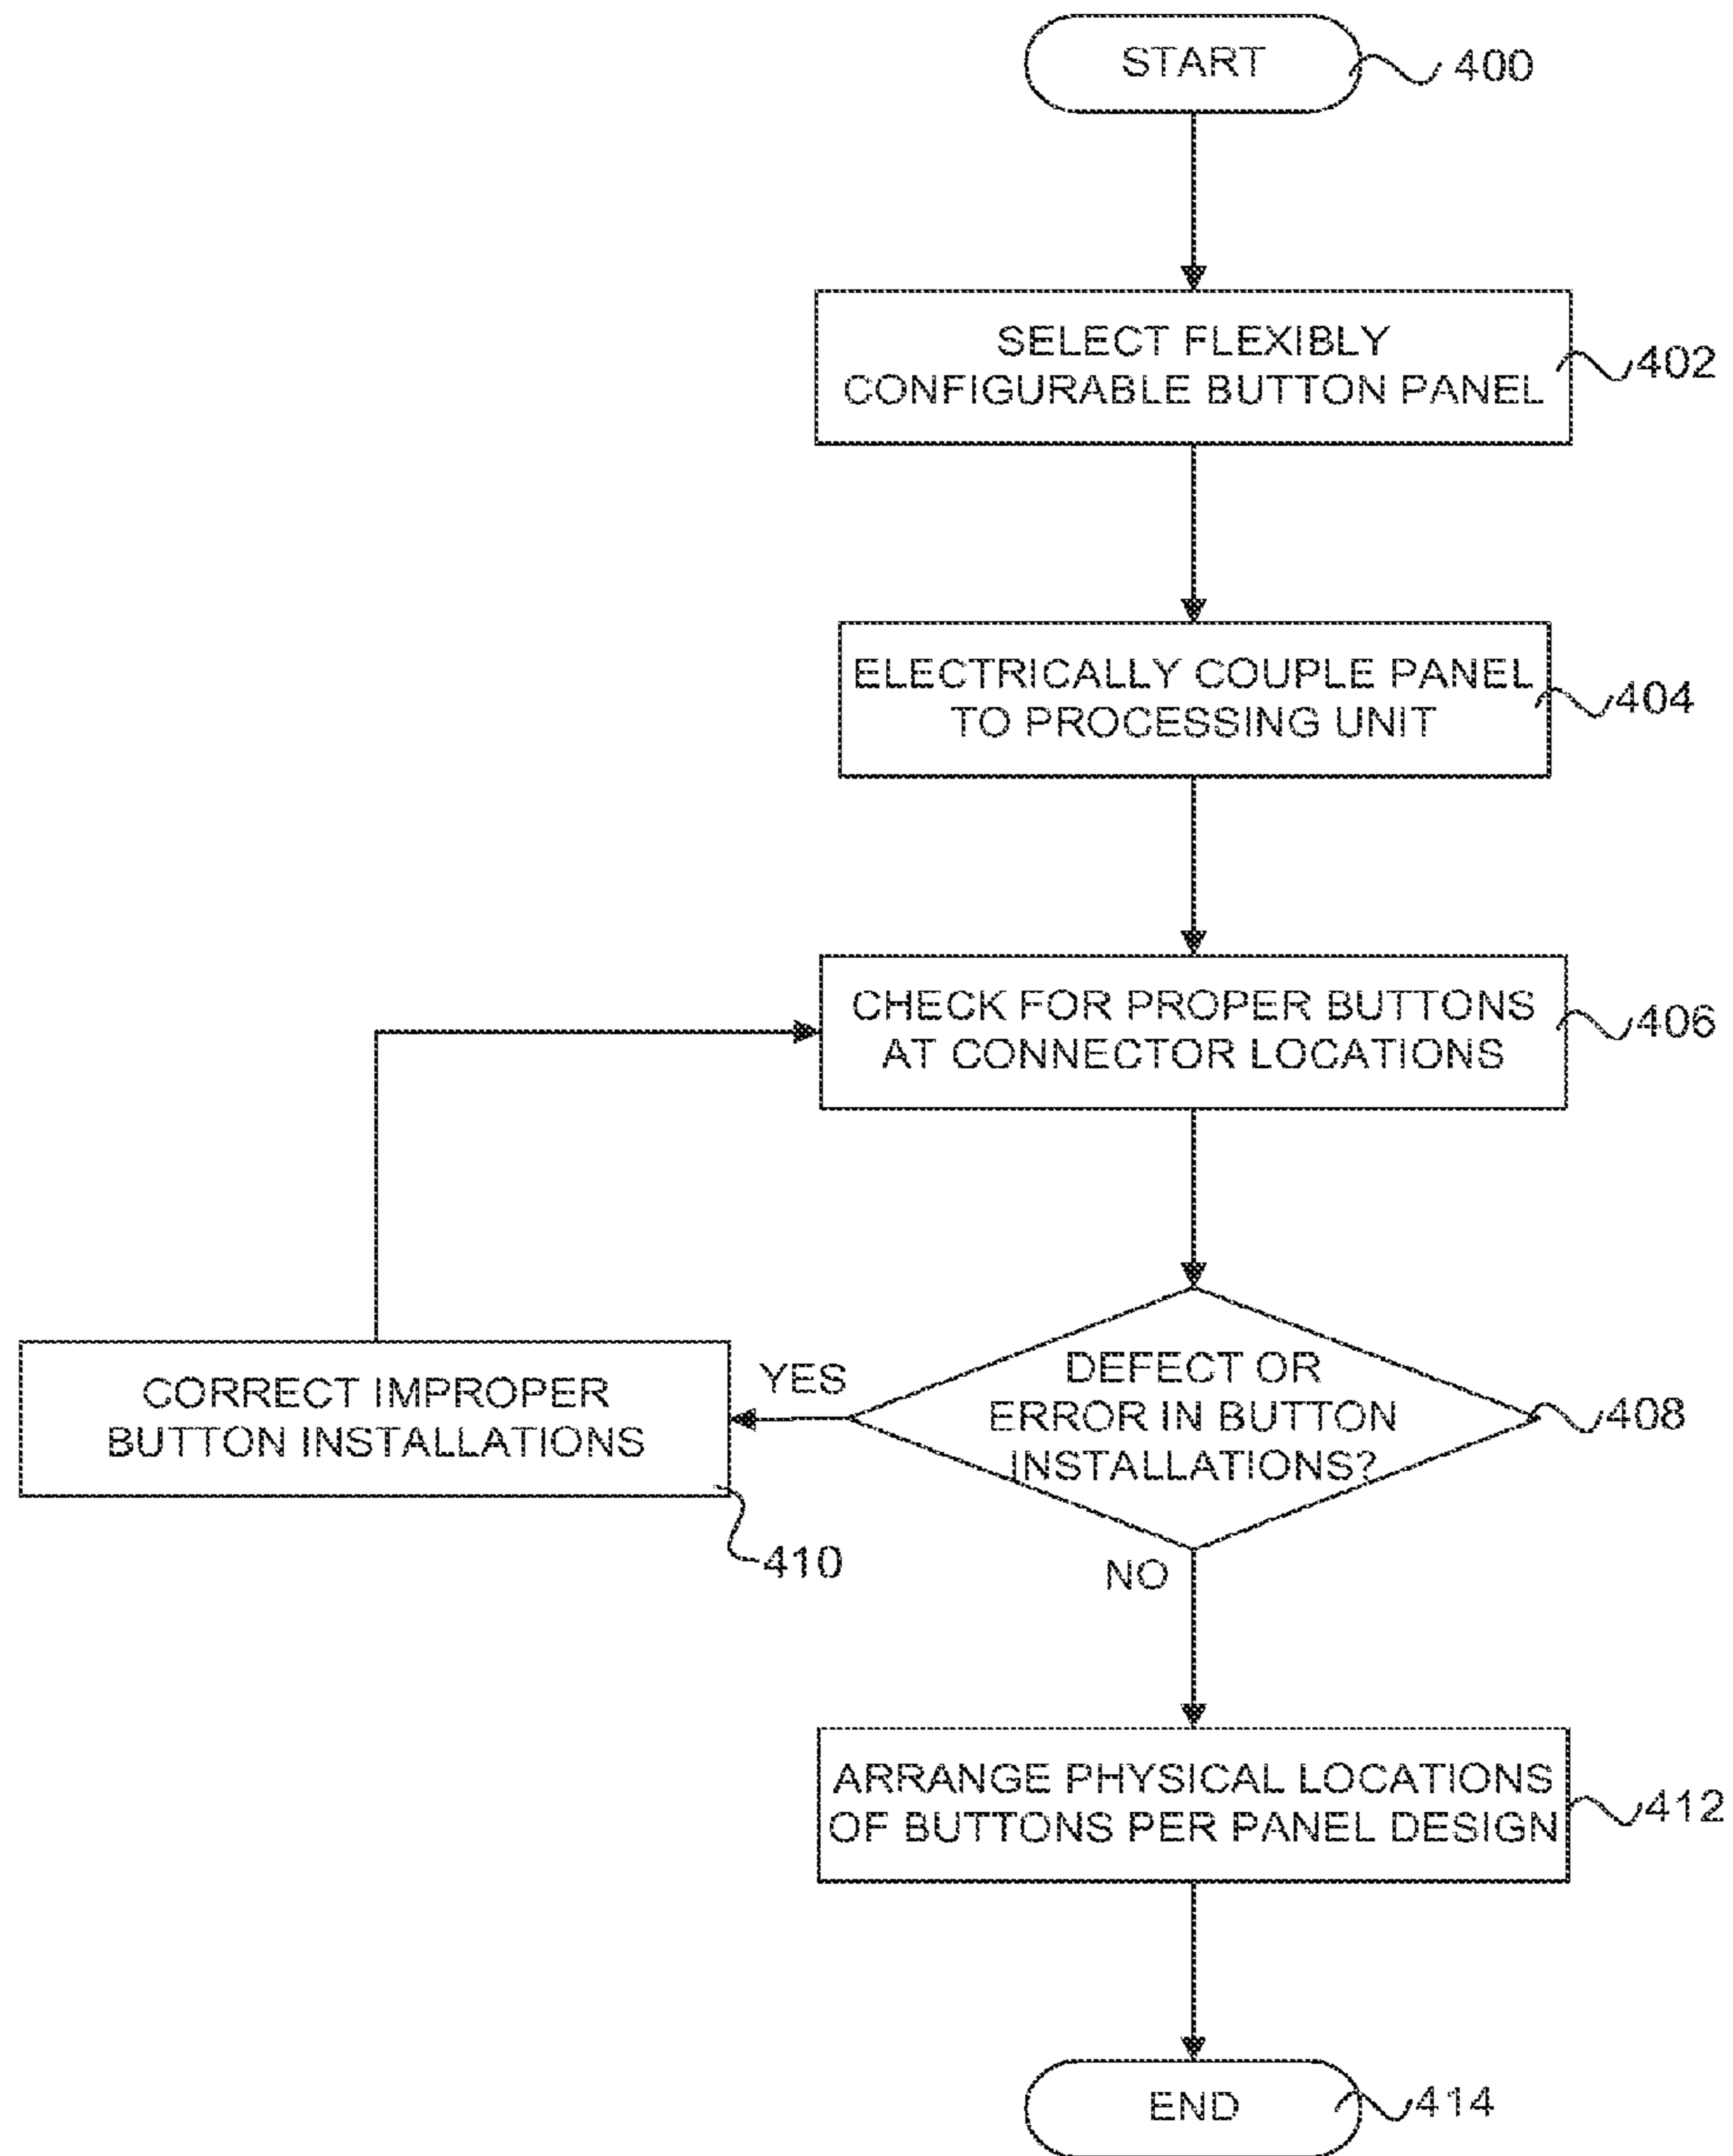 START
400
SELECT FLEXIBLY
CONFIGURABLE BUTTON PANEL
402
ELECTRICALLY COUPLE PANEL
TO PROCESSING UNIT
404
CHECK FOR PROPER BUTTONS
AT CONNECTOR LOCATIONS
406
DEFECT OR
ERROR IN BUTTON
INSTALLATIONS?
408
YES
CORRECT IMPROPER
BUTTON INSTALLATIONS
410
NO
ARRANGE PHYSICAL LOCATIONS
OF BUTTONS PER PANEL DESIGN
412
END
414